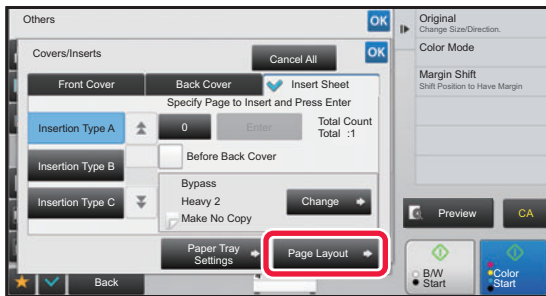 Others
OK
Original
Change Size/Direction.
Covers/Inserts
Cancel All
OK
Color Mode
Front Cover
Back Cover
Insert Sheet
Margin Shift
Shift Position to Have Margin
Specify Page to Insert and Press Enter
Insertion Type A
0
Enter
Total Count
Total :1
Insertion Type B
Before Back Cover
Insertion Type C
Bypass
Heavy 2
Make No Copy
Change
Preview
CA
Paper Tray
Settings
Page Layout
Back
B/W
Start
Color
Start